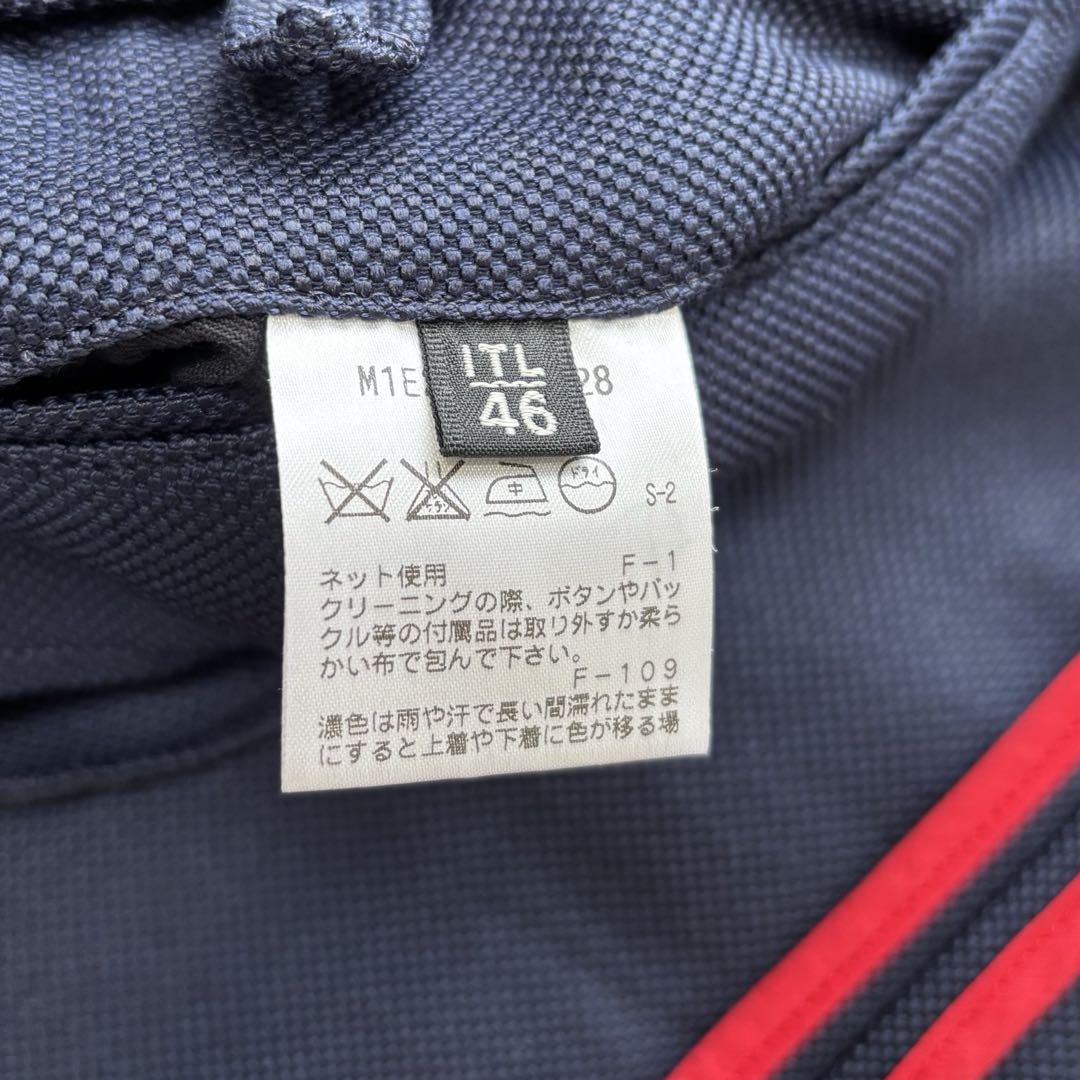 ITL
46
M1E 28
エンソ
中
ドライ
S-2
ネット使用 F-1
クリーニングの際、ボタンやバッ
クル等の付属品は取り外すか柔ら
かい布で包んで下さい。
F-109
濃色は雨や汗で長い間濡れたまま
にすると上着や下着に色が移る場